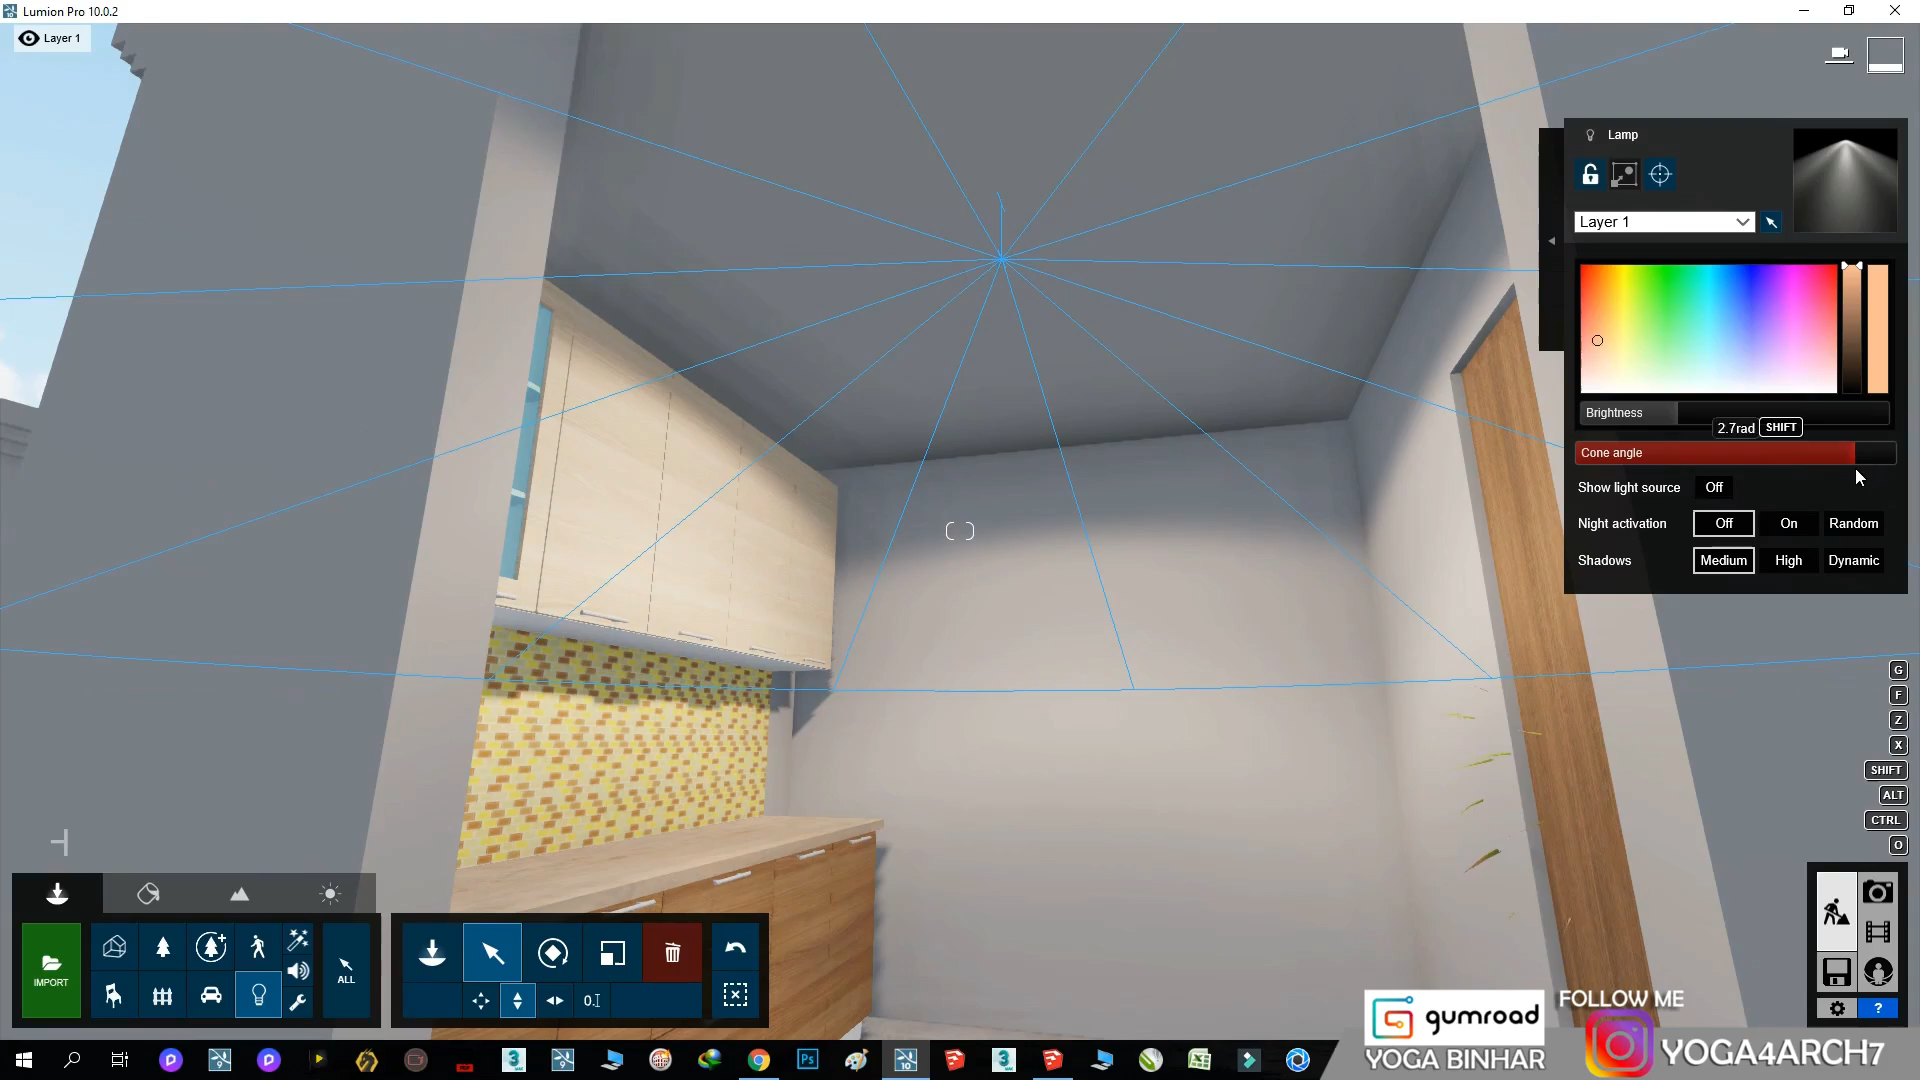 Lumion Pro 10.0.2
Layer 1
Lamp
Layer 1
Brightness
2.7rad SHIFT
Cone angle
Show light source Off
Night activation Off On Random
Shadows Medium High Dynamic
G
F
Z
X
SHIFT
ALT
CTRL
O
IMPORT
ALL
?
gumroad
YOGA BINHAR
FOLLOW ME
YOGA4ARCH7